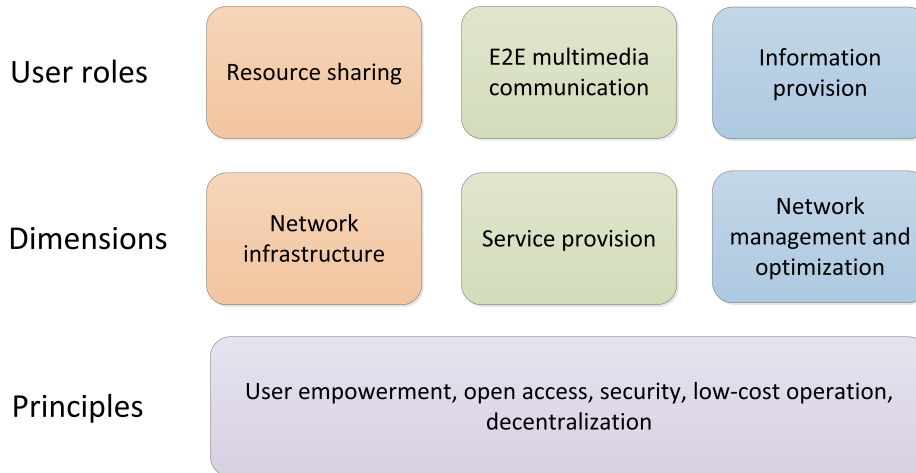 User roles
Resource sharing
E2E multimedia
communication
Information
provision
Dimensions
Network
infrastructure
Service provision
Network
management and
optimization
Principles
User empowerment, open access, security, low-cost operation,
decentralization